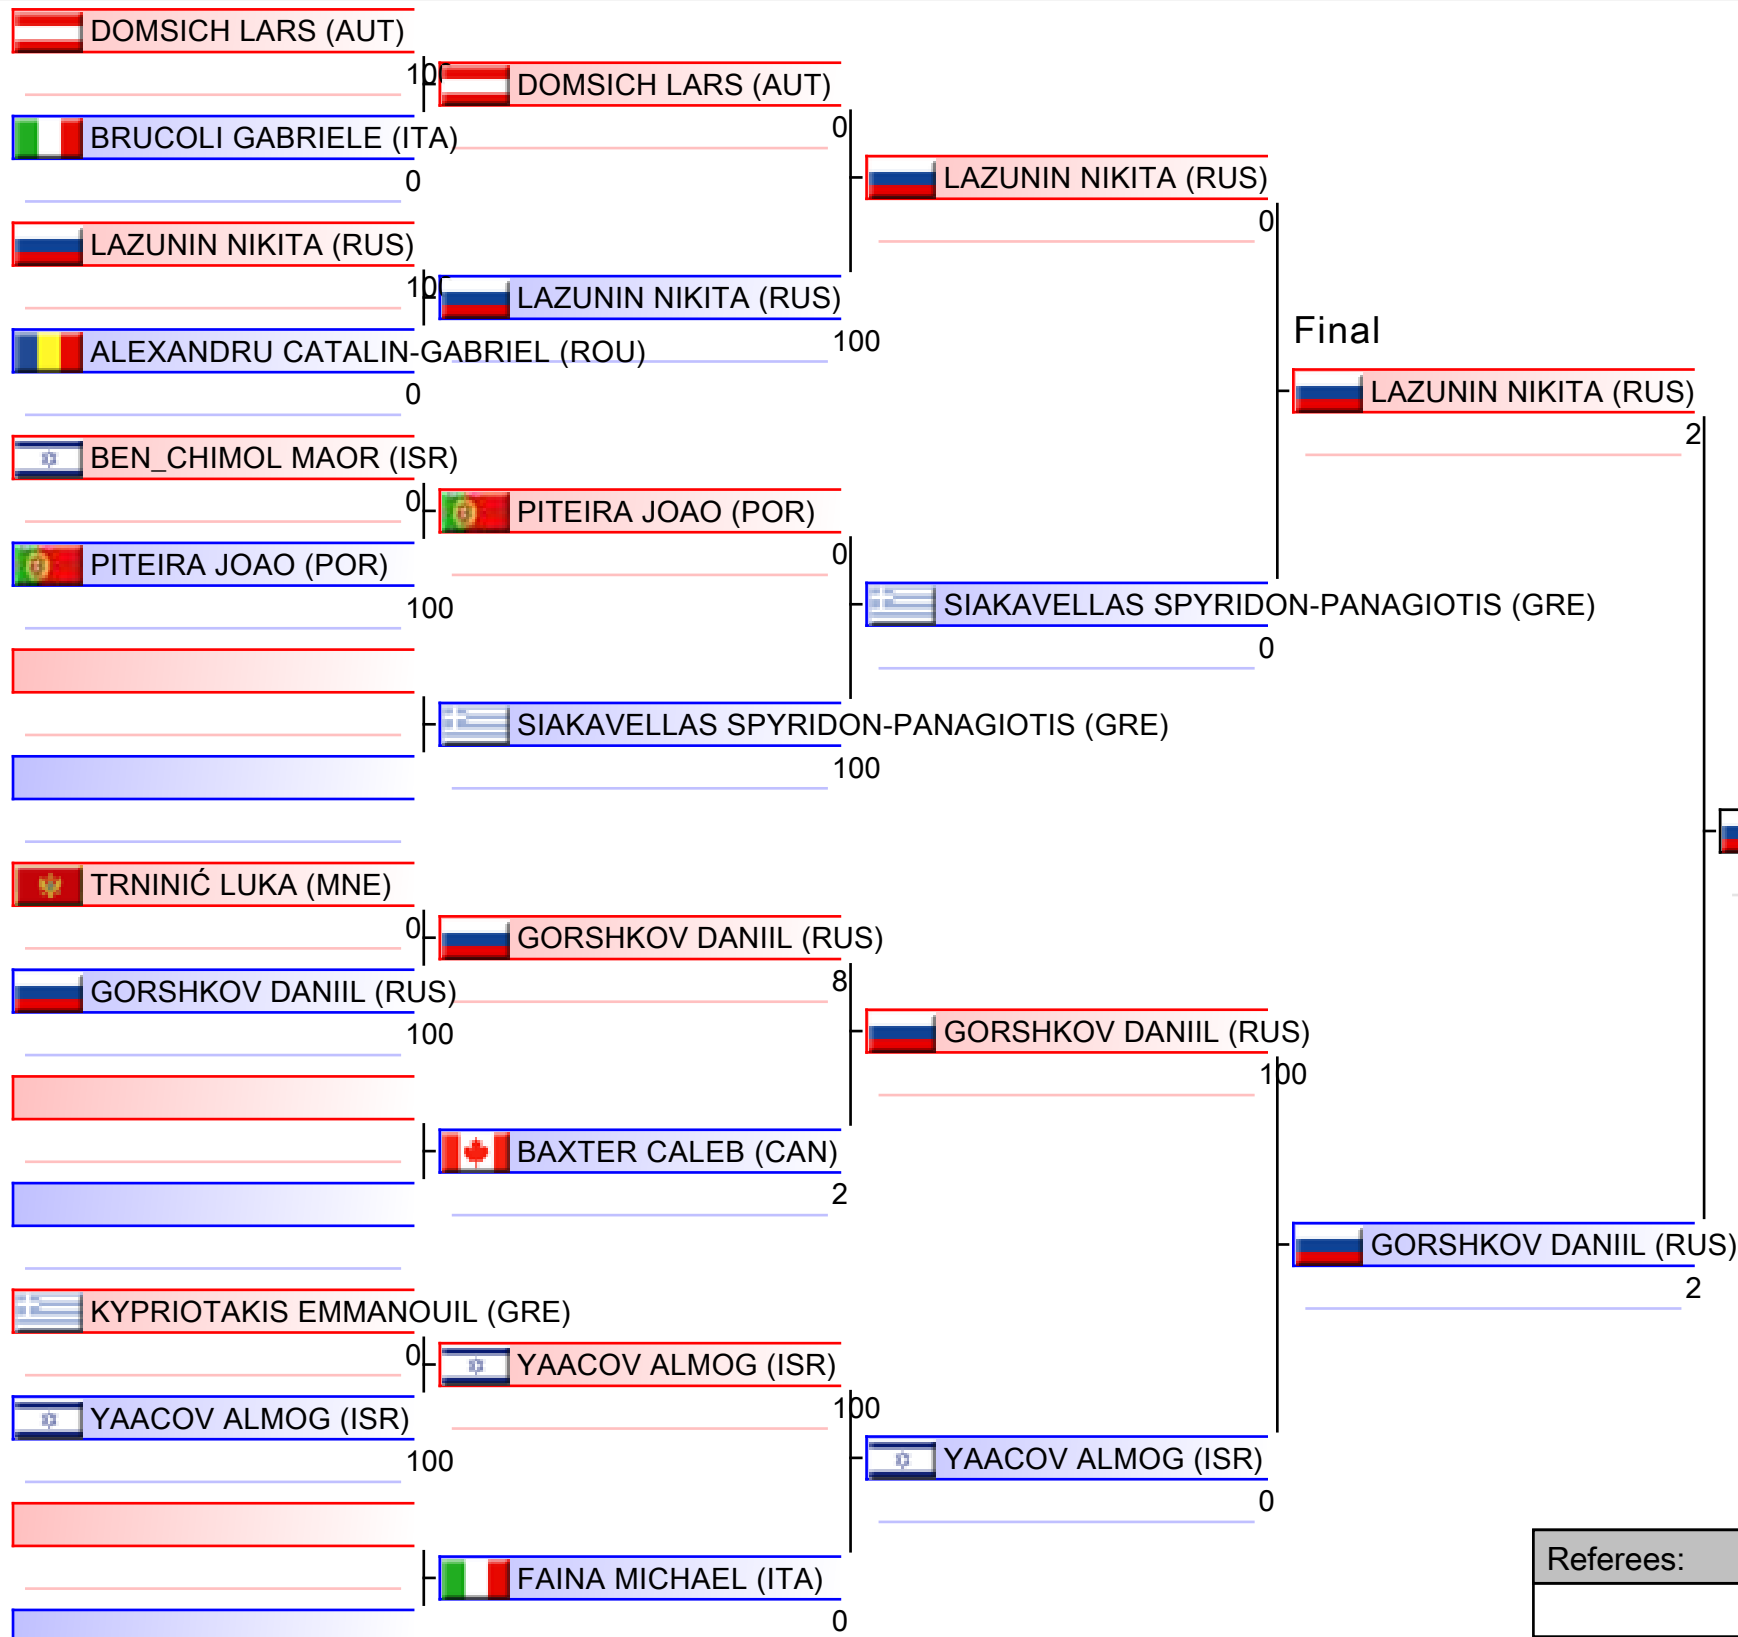 DOMSICH LARS (AUT)
100
BRUCOLI GABRIELE (ITA)
0
LAZUNIN NIKITA (RUS)
100
ALEXANDRU CATALIN-GABRIEL (ROU)
0
BEN_CHIMOL MAOR (ISR)
0
PITEIRA JOAO (POR)
100
TRNINIĆ LUKA (MNE)
0
GORSHKOV DANIIL (RUS)
100
KYPRIOTAKIS EMMANOUIL (GRE)
0
YAACOV ALMOG (ISR)
100
DOMSICH LARS (AUT)
0
LAZUNIN NIKITA (RUS)
100
PITEIRA JOAO (POR)
0
SIAKAVELLAS SPYRIDON-PANAGIOTIS (GRE)
100
GORSHKOV DANIIL (RUS)
8
BAXTER CALEB (CAN)
2
YAACOV ALMOG (ISR)
100
FAINA MICHAEL (ITA)
0
LAZUNIN NIKITA (RUS)
0
SIAKAVELLAS SPYRIDON-PANAGIOTIS (GRE)
0
GORSHKOV DANIIL (RUS)
100
YAACOV ALMOG (ISR)
0
Final
LAZUNIN NIKITA (RUS)
2
GORSHKOV DANIIL (RUS)
2
Referees: